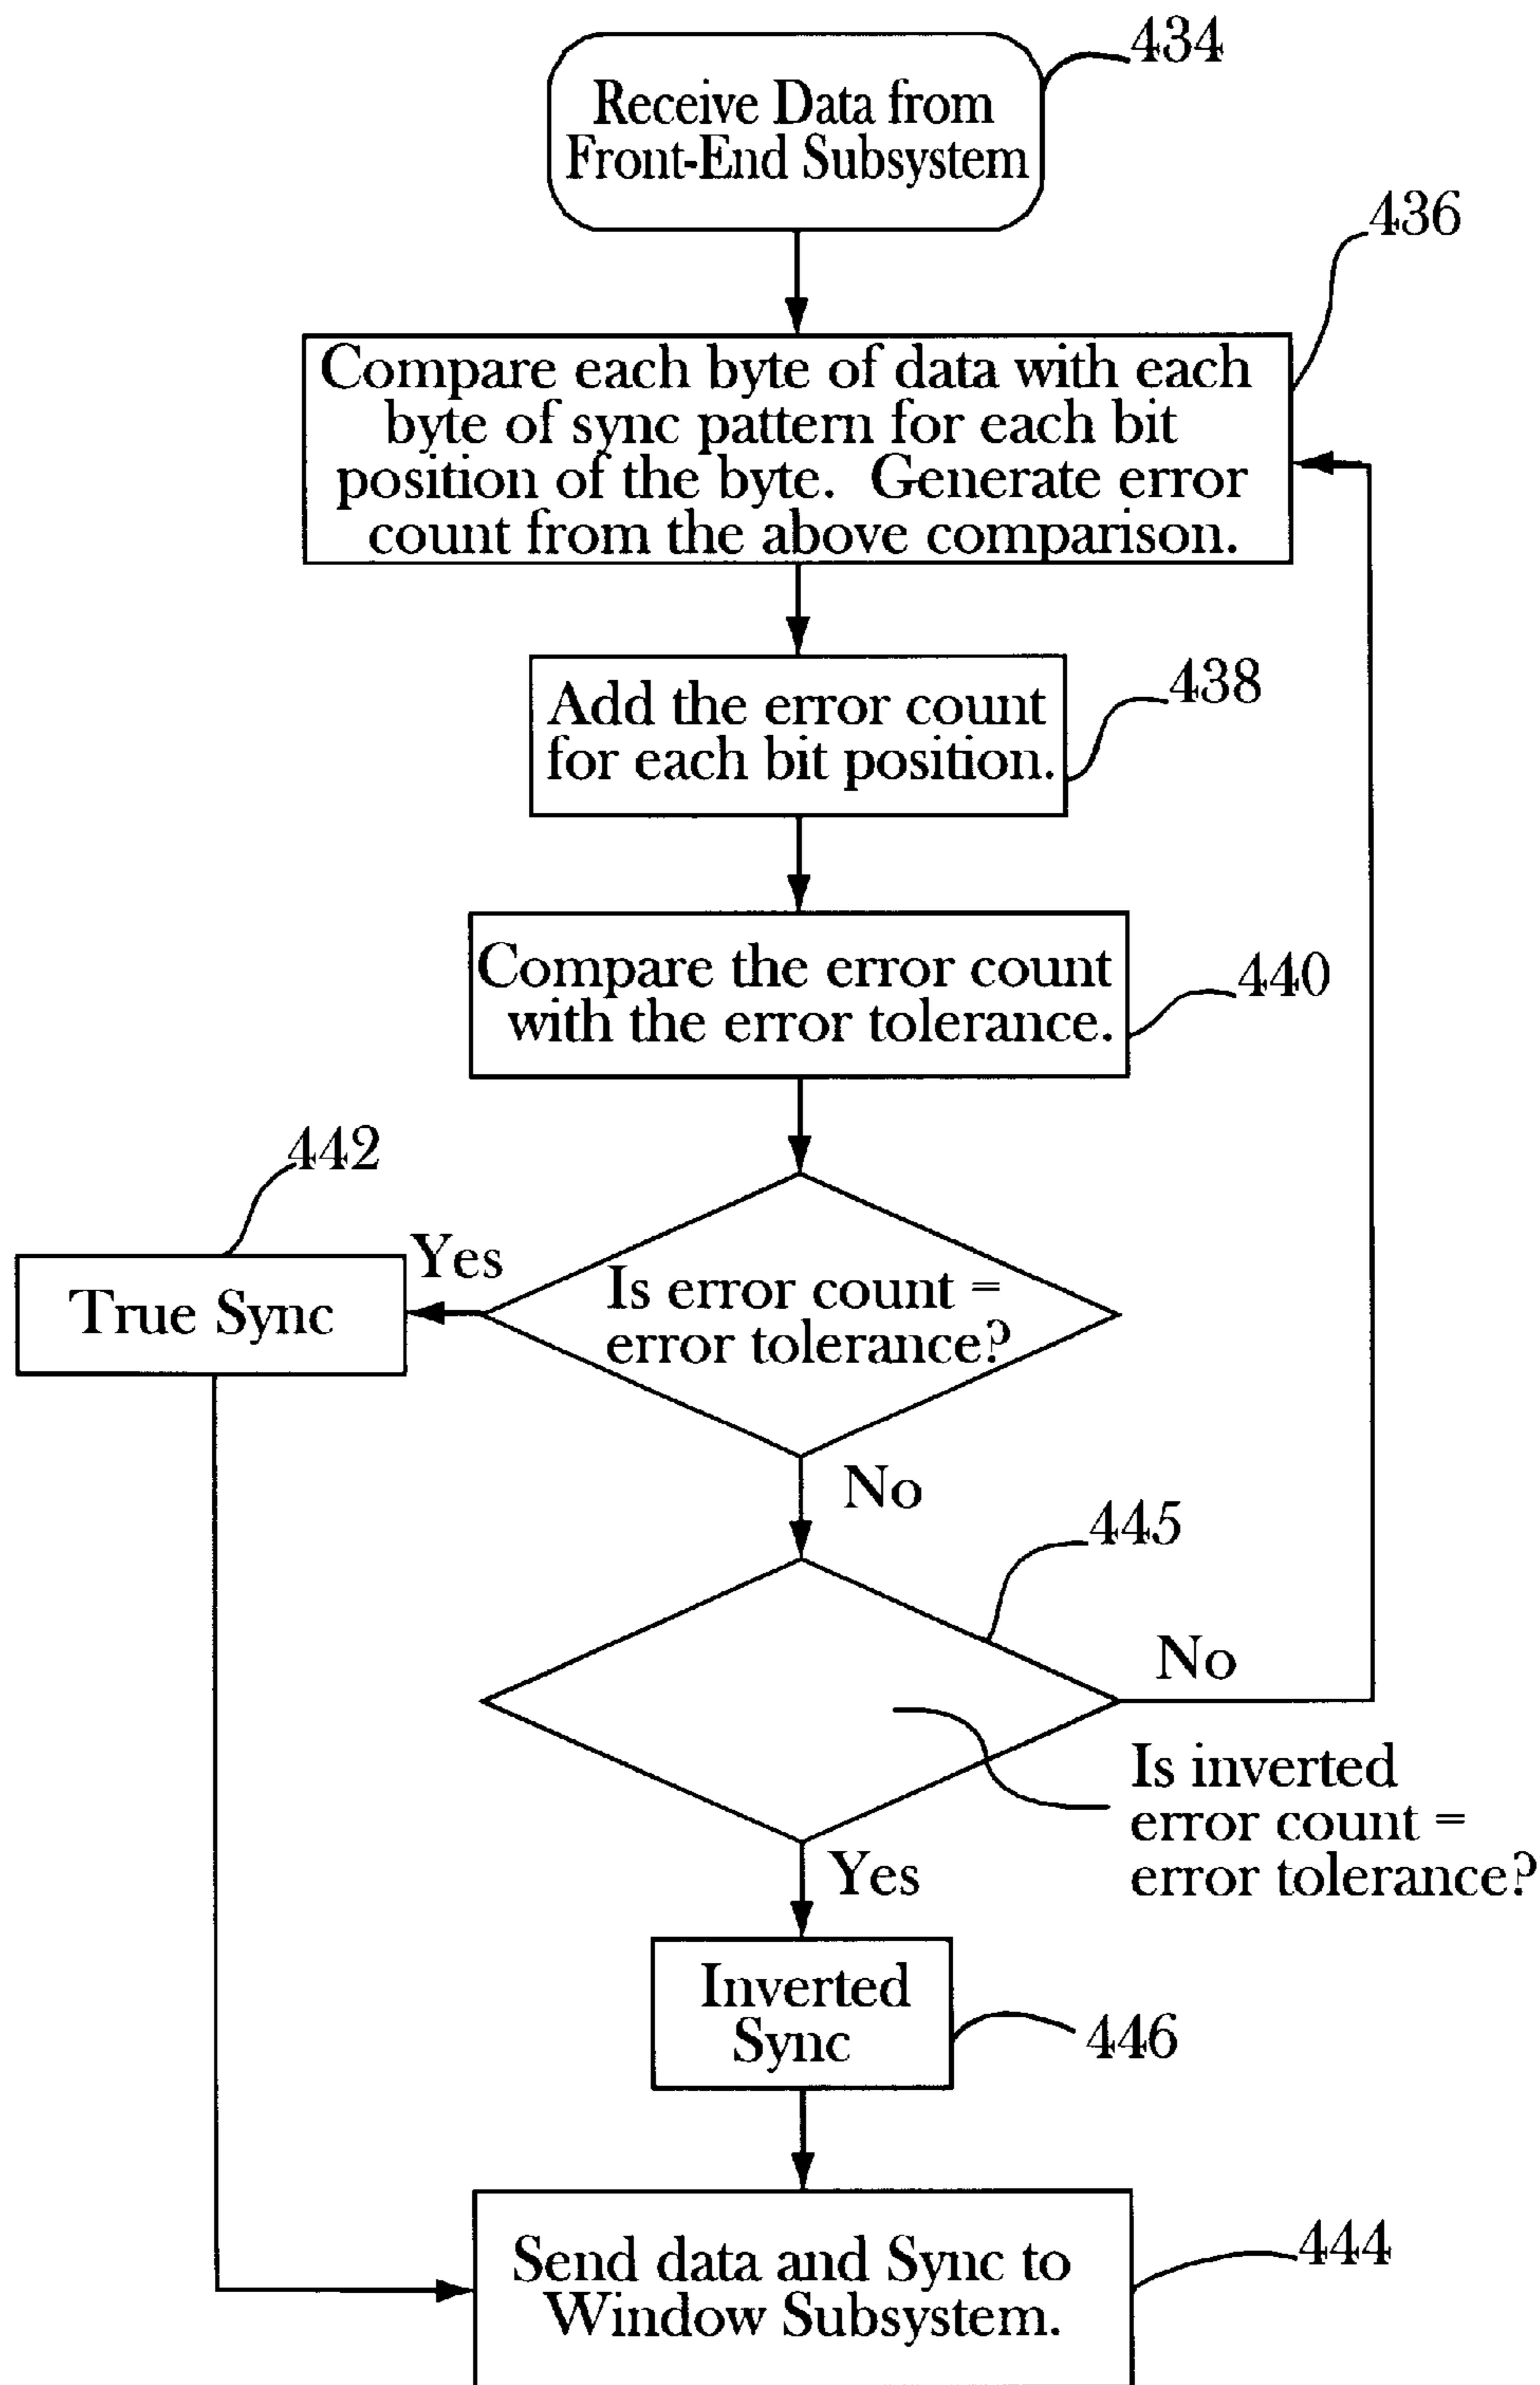 434
Receive Data from
Front-End Subsystem
436
Compare each byte of data with each
byte of sync pattern for each bit
position of the byte. Generate error
count from the above comparison.
438
Add the error count
for each bit position.
440
Compare the error count
with the error tolerance.
442
Yes
True Sync
Is error count =
error tolerance?
No
445
No
Is inverted
error count =
error tolerance?
Yes
Inverted
Sync
446
444
Send data and Sync to
Window Subsystem.